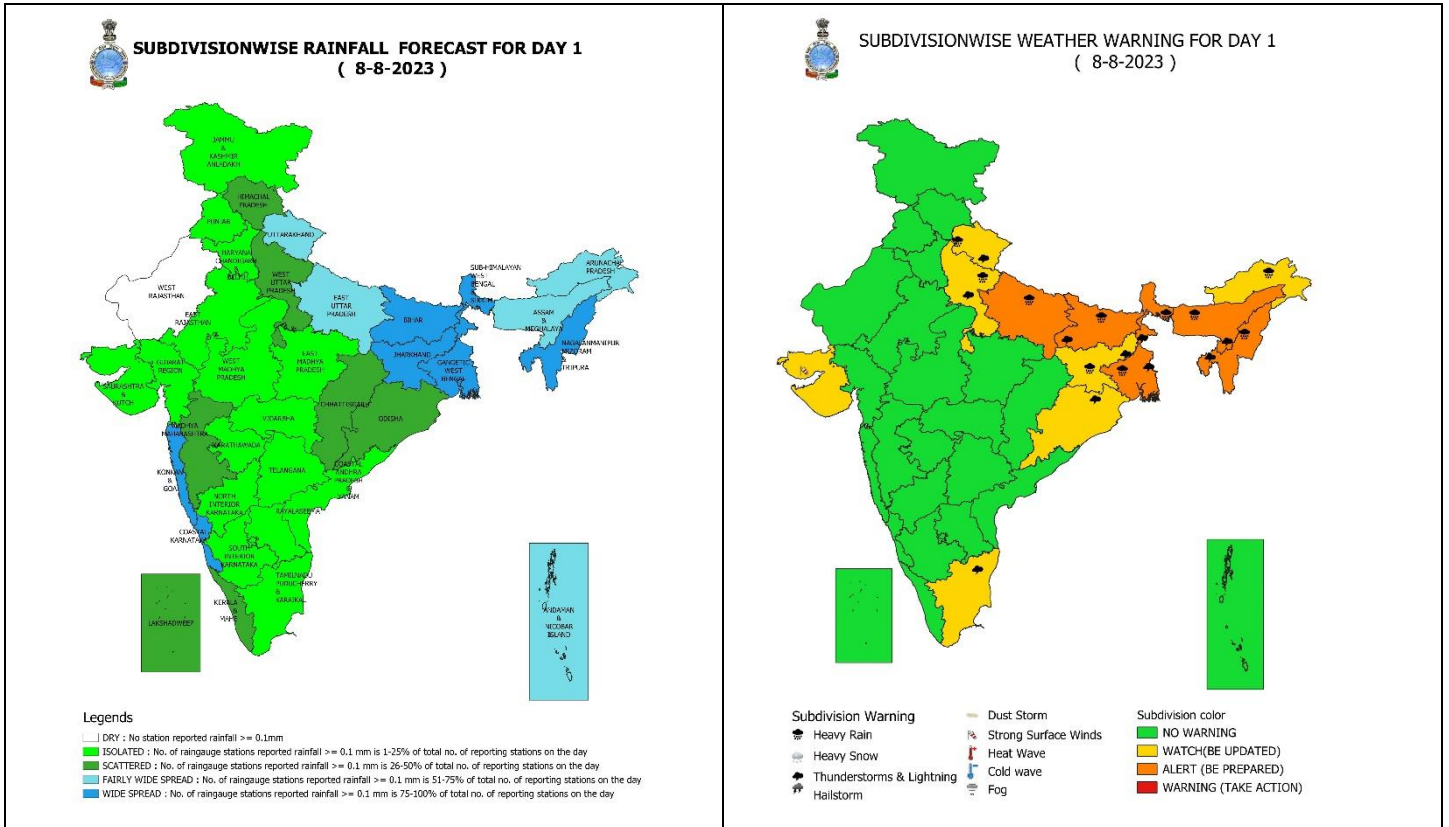 SUBDIVISIONWISE RAINFALL FORECAST FOR DAY 1
( 8-8-2023 )
JAMMU
&
KASHMIR
HIMACHAL
PRADESH
PUNJAB
UTTARAKHAND
HARYANA
CHANDIGARH
&
DELHI
WEST
UTTAR
PRADESH
WEST
RAJASTHAN
EAST
UTTAR
PRADESH
SUB-HIMALAYAN
WEST
BENGAL
&
ARUNACHAL
PRADESH
ASSAM
&
MEGHALAYA
EAST
RAJASTHAN
BIHAR
NAGALANMANIPUR
MIZORAM
&
TRIPURA
GUJARAT
REGION
WEST
MADHYA
PRADESH
EAST
MADHYA
PRADESH
JHARKHAND
GANGETIC
WEST
BENGAL
SAURASHTRA
&
KUTCH
CHHATTISGARH
ODISHA
VIDARBHA
MADHYA
MAHARASHTRA
MARATHAWADA
TELANGANA
COASTAL
ANDHRA
PRADESH
&
YANAM
KONKAN
&
GOA
NORTH
INTERIOR
KARNATAKA
RAYALASEEMA
COASTAL
KARNATAKA
SOUTH
INTERIOR
KARNATAKA
TAMILNADU
PUDUCHERRY
&
KARAIKAL
KERALA
&
MAHE
LAKSHADWEEP
ANDAMAN
&
NICOBAR
ISLAND
Legends
DRY : No station reported rainfall >= 0.1mm
ISOLATED : No. of raingauge stations reported rainfall >= 0.1 mm is 1-25% of total no. of reporting stations on the day
SCATTERED : No. of raingauge stations reported rainfall >= 0.1 mm is 26-50% of total no. of reporting stations on the day
FAIRLY WIDE SPREAD : No. of raingauge stations reported rainfall >= 0.1 mm is 51-75% of total no. of reporting stations on the day
WIDE SPREAD : No. of raingauge stations reported rainfall >= 0.1 mm is 75-100% of total no. of reporting stations on the day
SUBDIVISIONWISE WEATHER WARNING FOR DAY 1
( 8-8-2023 )
Subdivision Warning
Heavy Rain
Heavy Snow
Thunderstorms & Lightning
Hailstorm
Dust Storm
Strong Surface Winds
Heat Wave
Cold wave
Fog
Subdivision color
NO WARNING
WATCH(BE UPDATED)
ALERT (BE PREPARED)
WARNING (TAKE ACTION)